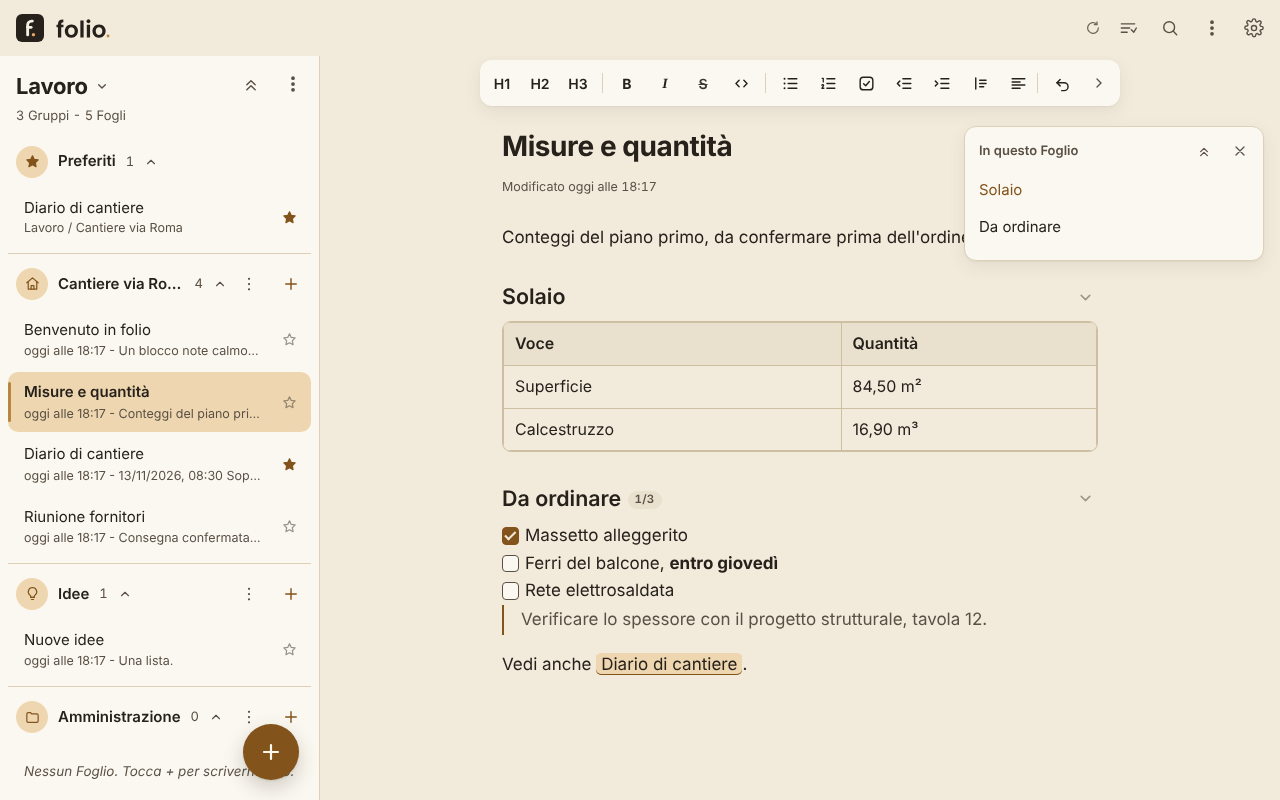 folio.
Lavoro
3 Gruppi - 5 Fogli
Preferiti 1
Diario di cantiere
Lavoro / Cantiere via Roma
Cantiere via Ro... 4
Benvenuto in folio
oggi alle 18:17 - Un blocco note calmo...
Misure e quantità
oggi alle 18:17 - Conteggi del piano pri...
Diario di cantiere
oggi alle 18:17 - 13/11/2026, 08:30 Sop...
Riunione fornitori
oggi alle 18:17 - Consegna confermata...
Idee 1
Nuove idee
oggi alle 18:17 - Una lista.
Amministrazione 0
Nessun Foglio. Tocca + per
H1 H2 H3 B I S
Misure e quantità
Modificato oggi alle 18:17
Conteggi del piano primo, da confermare prima dell'ordine
In questo Foglio
Solaio
Da ordinare
Solaio
Voce Quantità
Superficie 84,50 m²
Calcestruzzo 16,90 m³
Da ordinare 1/3
Massetto alleggerito
Ferri del balcone, entro giovedì
Rete elettrosaldata
Verificare lo spessore con il progetto strutturale, tavola 12.
Vedi anche Diario di cantiere.